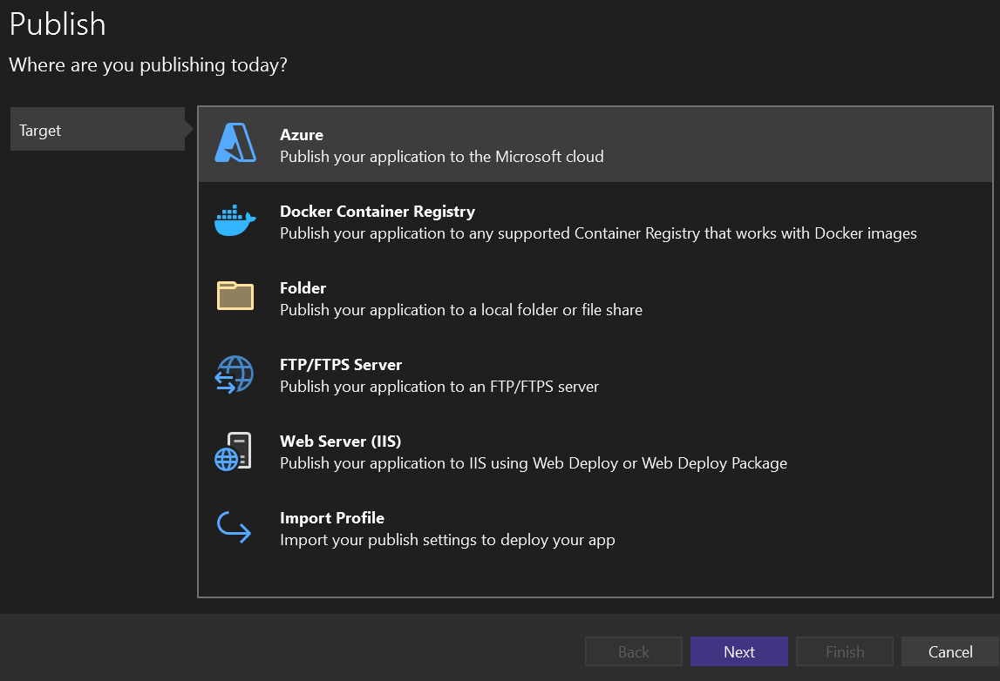 Publish
Where are you publishing today?
Target
Azure
Publish your application to the Microsoft cloud
Docker Container Registry
Publish your application to any supported Container Registry that works with Docker images
Folder
Publish your application to a local folder or file share
FTP/FTPS Server
Publish your application to an FTP/FTPS server
Web Server (IIS)
Publish your application to IIS using Web Deploy or Web Deploy Package
Import Profile
Import your publish settings to deploy your app
Back
Next
Finish
Cancel